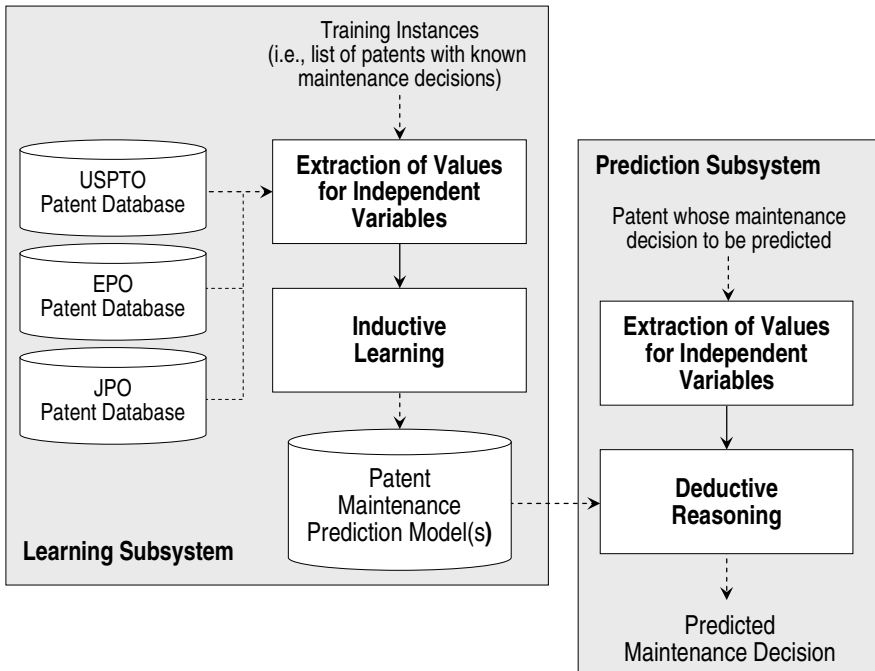 Training Instances
(i.e., list of patents with known
maintenance decisions)
USPTO
Patent Database
EPO
Patent Database
JPO
Patent Database
Extraction of Values
for Independent
Variables
Inductive
Learning
Patent
Maintenance
Prediction Model(s)
Learning Subsystem
Prediction Subsystem
Patent whose maintenance
decision to be predicted
Extraction of Values
for Independent
Variables
Deductive
Reasoning
Predicted
Maintenance Decision